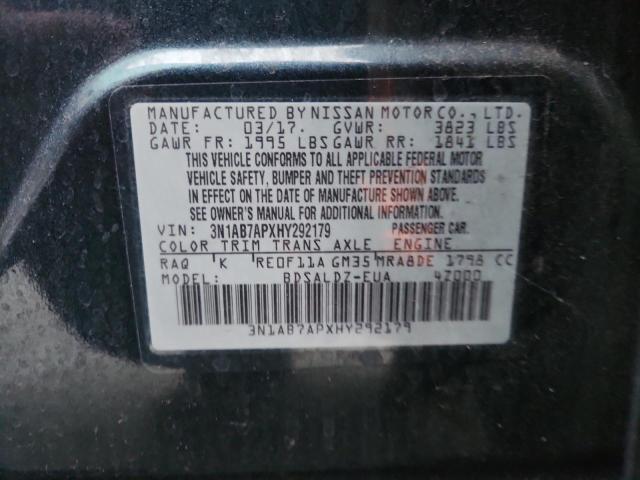 MANUFACTURED BY NISSAN MOTOR CO., LTD.
DATE: 03/17. GVWR: 3823 LBS
GAWR FR: 1995 LBS GAWR RR: 1841 LBS
THIS VEHICLE CONFORMS TO ALL APPLICABLE FEDERAL MOTOR
VEHICLE SAFETY, BUMPER AND THEFT PREVENTION STANDARDS
IN EFFECT ON THE DATE OF MANUFACTURE SHOWN ABOVE.
SEE OWNER'S MANUAL FOR ADDITIONAL INFORMATION.
VIN: 3N1AB7APXHY292179 PASSENGER CAR.
COLOR TRIM TRANS AXLE ENGINE
RAQ K RE0F11A GM35 MRA8DE 1798 CC
MODEL: BDSALDZ-EUA 4Z000
3N1AB7APXHY292179